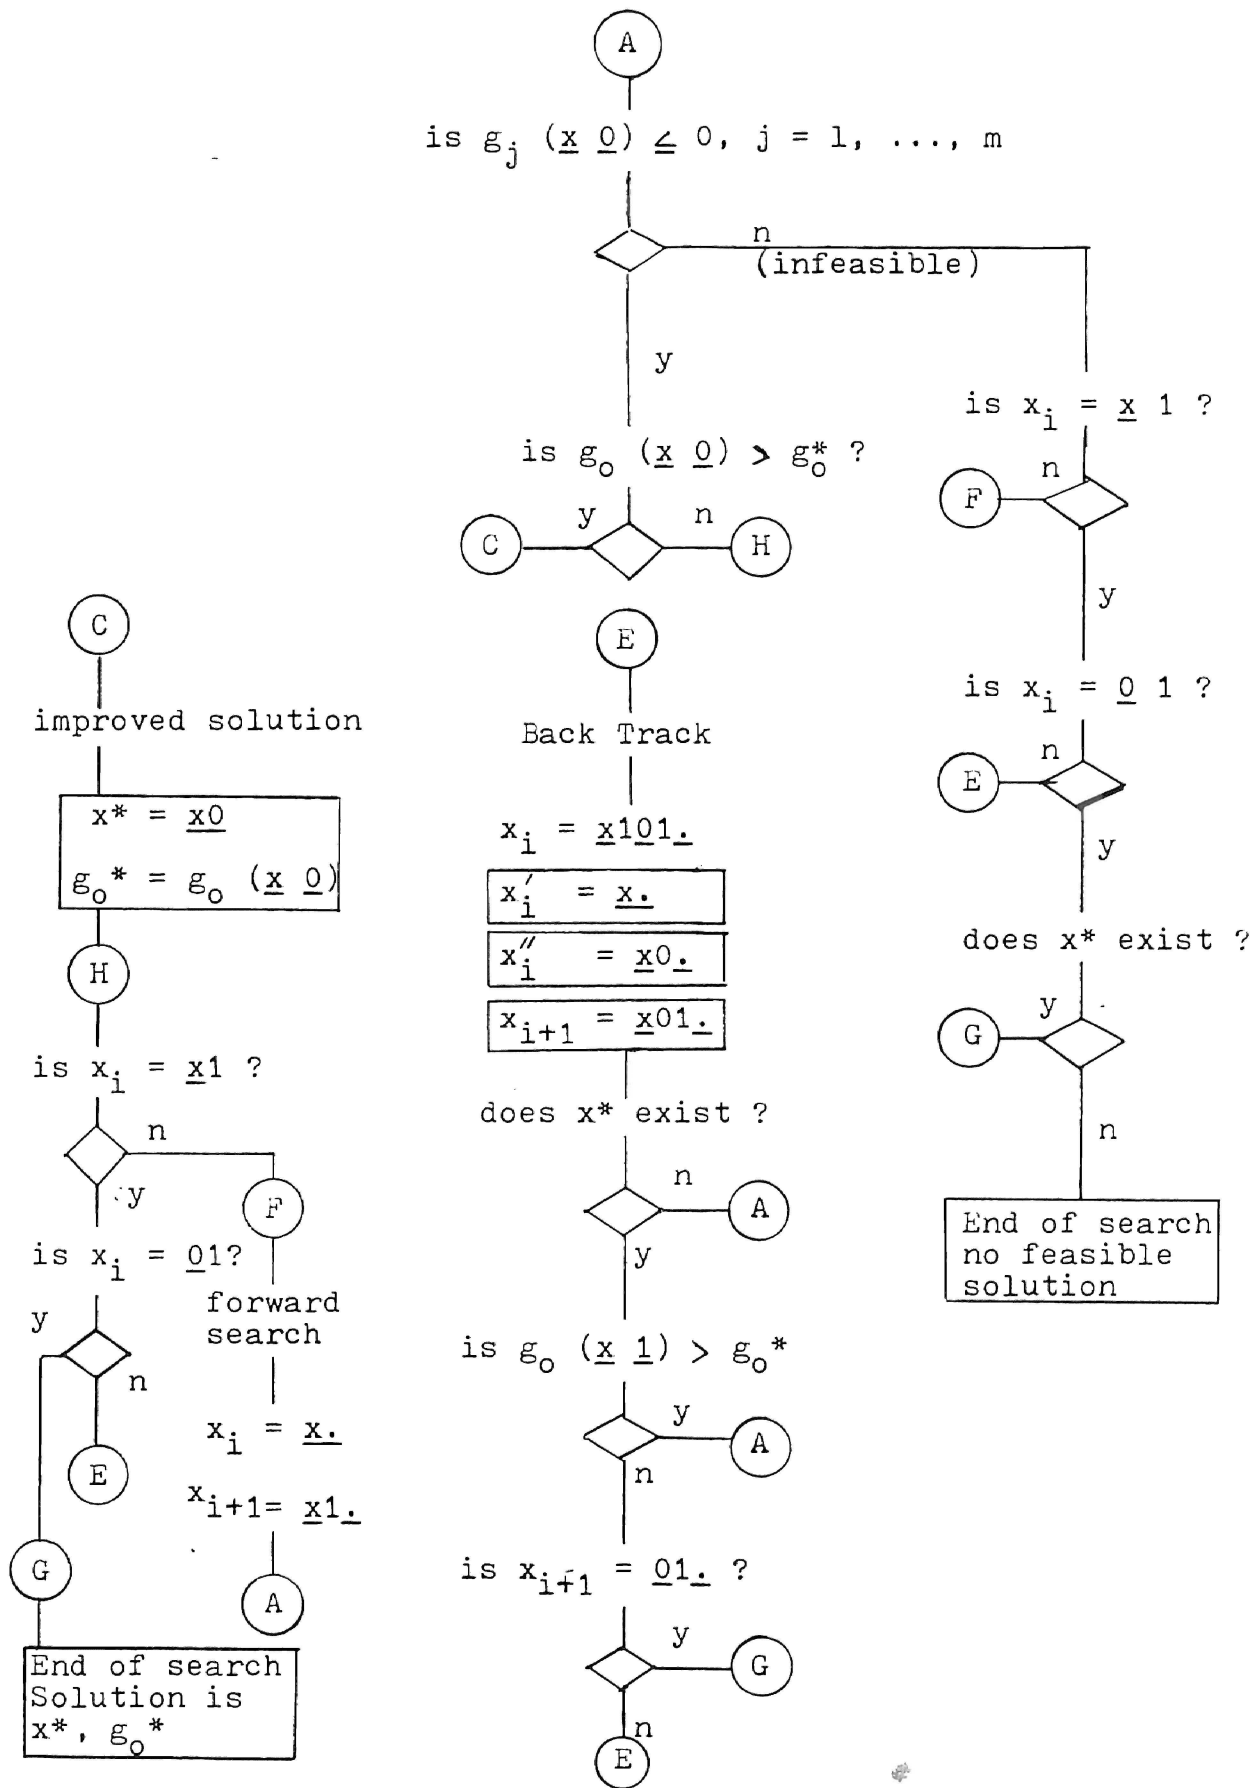 A
is g_j (x 0) ≤ 0, j = 1, ..., m
n
(infeasible)
y
is g_o (x 0) > g_o* ?
y
n
C
H
is x_i = x 1 ?
n
F
y
is x_i = 0 1 ?
n
E
y
does x* exist ?
y
G
n
End of search
no feasible
solution
C
improved solution
x* = x0
g_o* = g_o (x 0)
H
is x_i = x1 ?
n
y
F
is x_i = 01?
y
n
E
G
End of search
Solution is
x*, g_o*
forward
search
x_i = x.
x_i+1= x1.
A
E
Back Track
x_i = x101.
x_i′ = x.
x_i″ = x0.
x_i+1 = x01.
does x* exist ?
n
A
y
is g_o (x 1) > g_o*
y
A
n
is x_i+1 = 01. ?
y
G
n
E